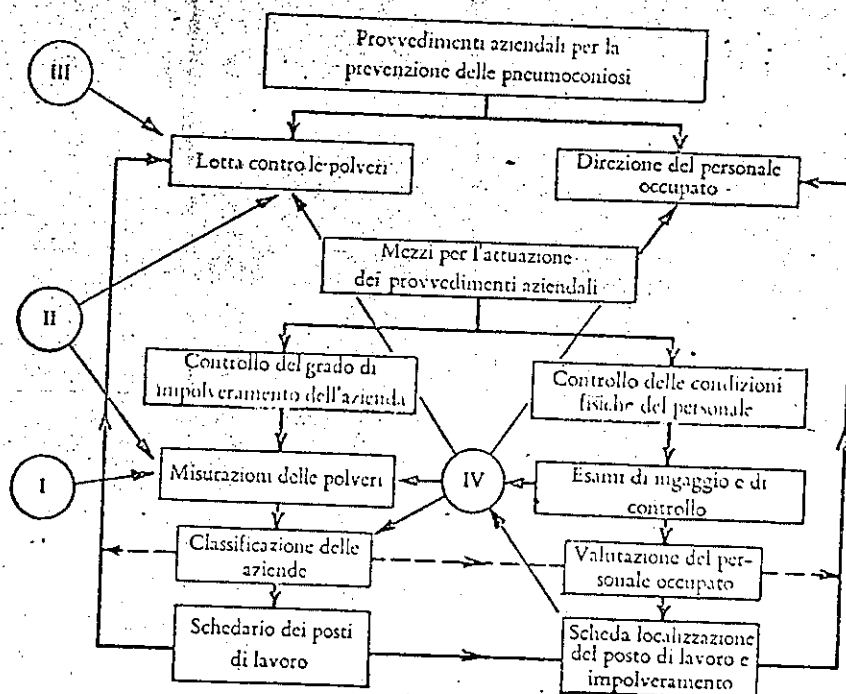 Provvedimenti aziendali per la
prevenzione delle pneumoconiosi
III
Lotta contro le polveri
Direzione del personale
occupato
Mezzi per l'attuazione
dei provvedimenti aziendali
II
Controllo del grado di
impolveramento dell'azienda
Controllo delle condizioni
fisiche del personale
I
Misurazioni delle polveri
IV
Esami di ingaggio e di
controllo
Classificazione delle
aziende
Valutazione del per-
sonale occupato
Schedario dei posti
di lavoro
Scheda localizzazione
del posto di lavoro e
impolveramento